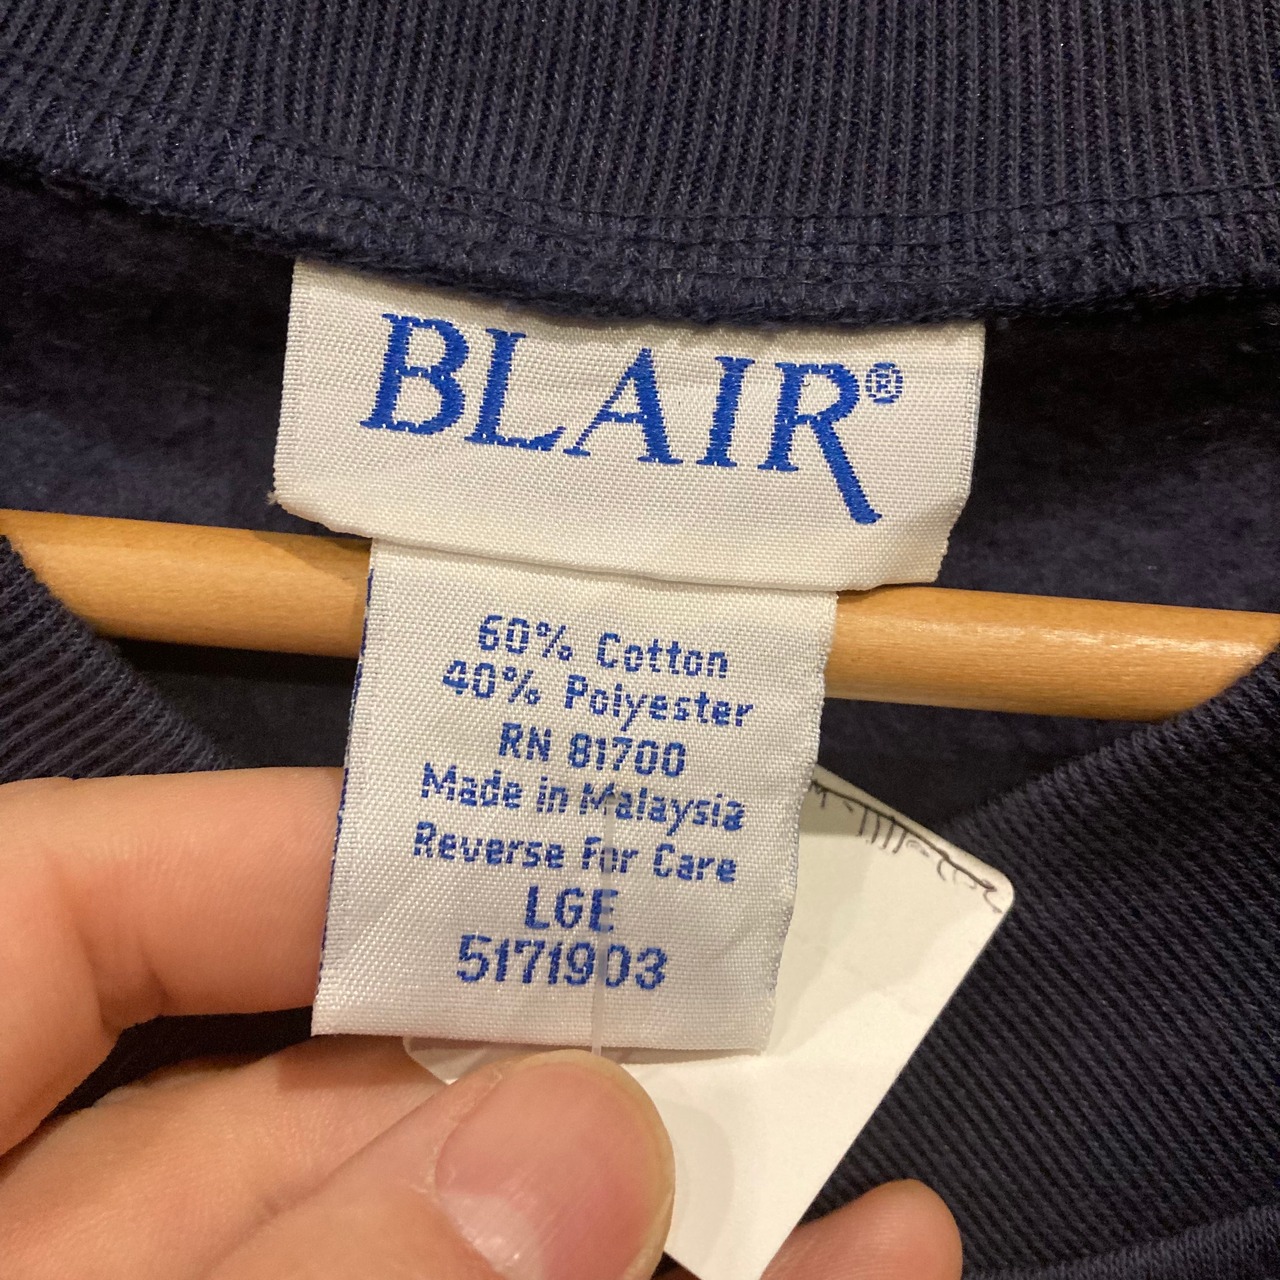 BLAIR®
60% Cotton
40% Polyester
RN 81700
Made in Malaysia
Reverse For Care
LGE
5171903